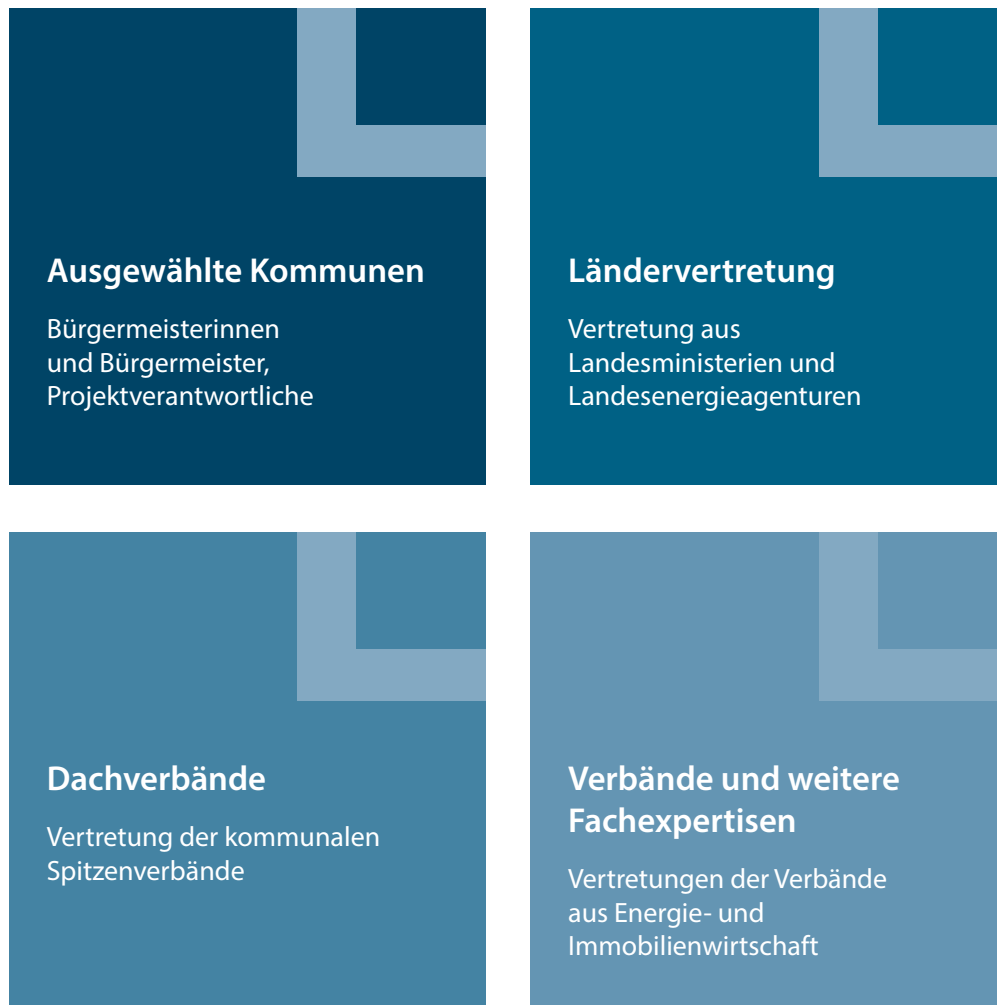 Ausgewählte Kommunen
Bürgermeisterinnen
und Bürgermeister,
Projektverantwortliche
Ländervertretung
Vertretung aus
Landesministerien und
Landesenergieagenturen
Dachverbände
Vertretung der kommunalen
Spitzenverbände
Verbände und weitere
Fachexpertisen
Vertretungen der Verbände
aus Energie- und
Immobilienwirtschaft